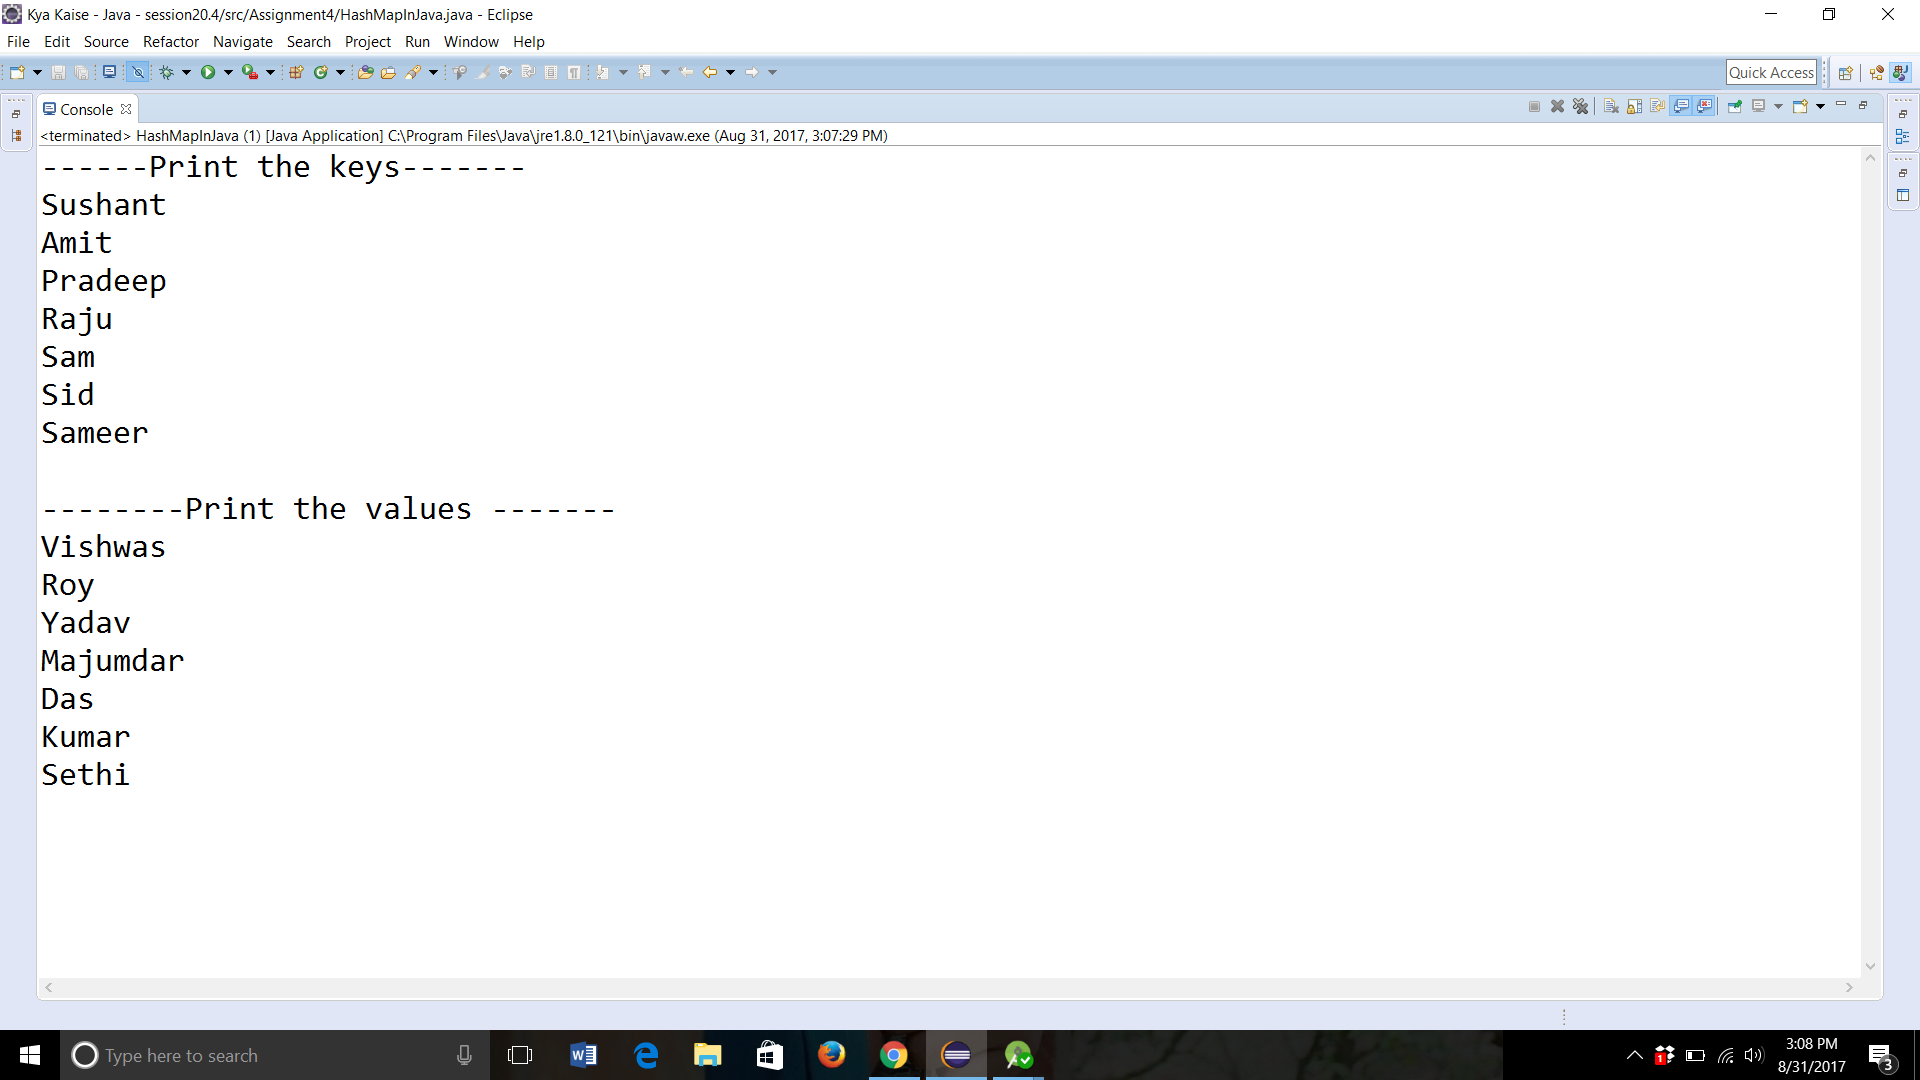 Kya Kaise - Java - session20.4/src/Assignment4/HashMapInJava.java - Eclipse
File Edit Source Refactor Navigate Search Project Run Window Help
Quick Access
Console
<terminated> HashMapInJava (1) [Java Application] C:\Program Files\Java\jre1.8.0_121\bin\javaw.exe (Aug 31, 2017, 3:07:29 PM)
------Print the keys-------
Sushant
Amit
Pradeep
Raju
Sam
Sid
Sameer
--------Print the values -------
Vishwas
Roy
Yadav
Majumdar
Das
Kumar
Sethi
Type here to search
1
3:08 PM
8/31/2017
3